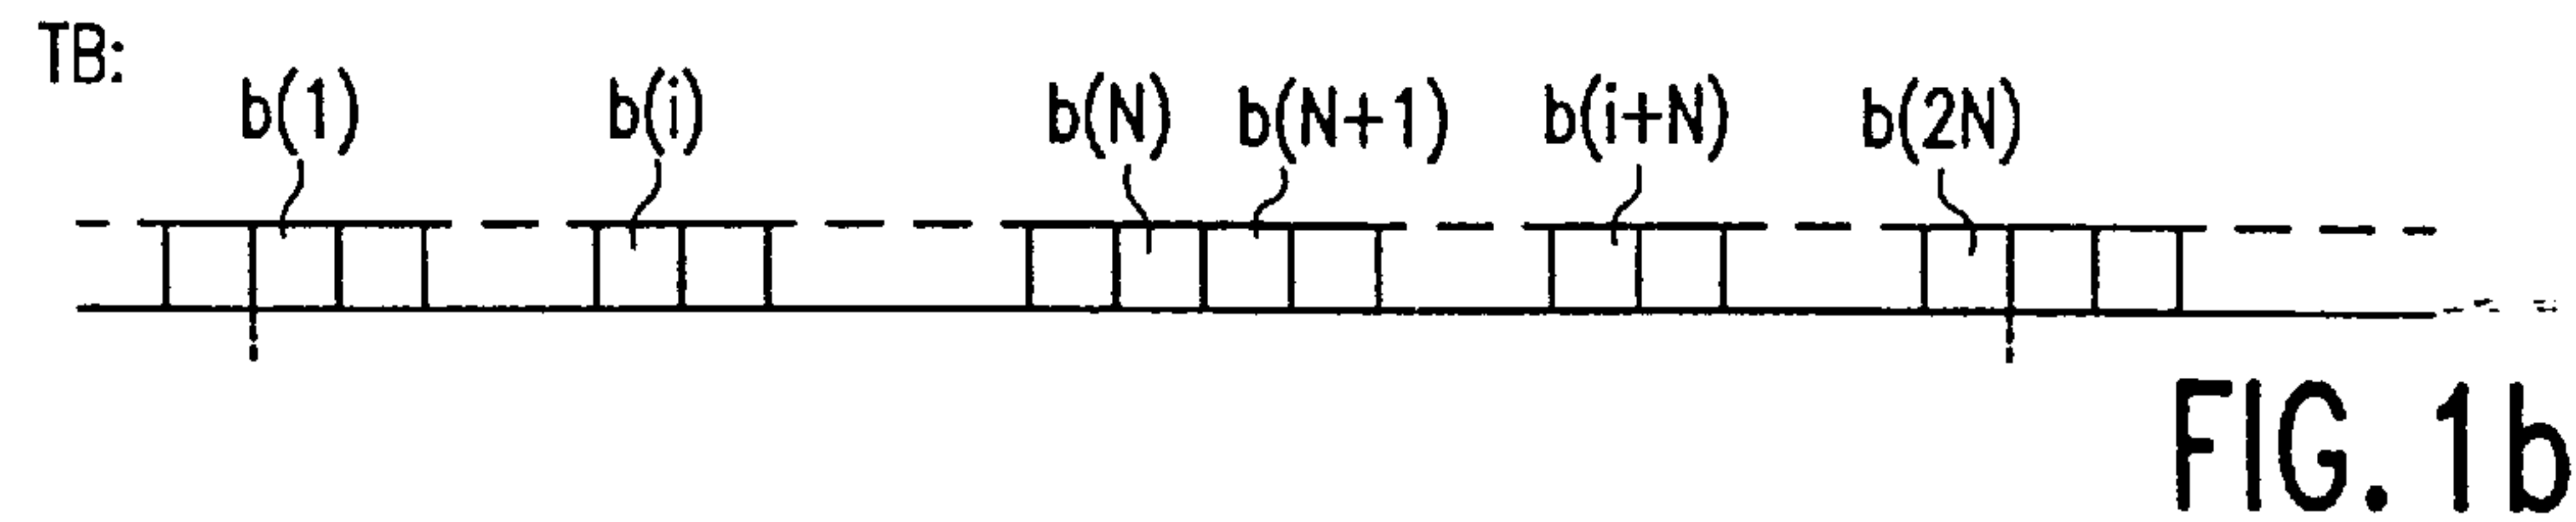 TB:
b(1) b(i) b(N) b(N+1) b(i+N) b(2N)
FIG. 1b